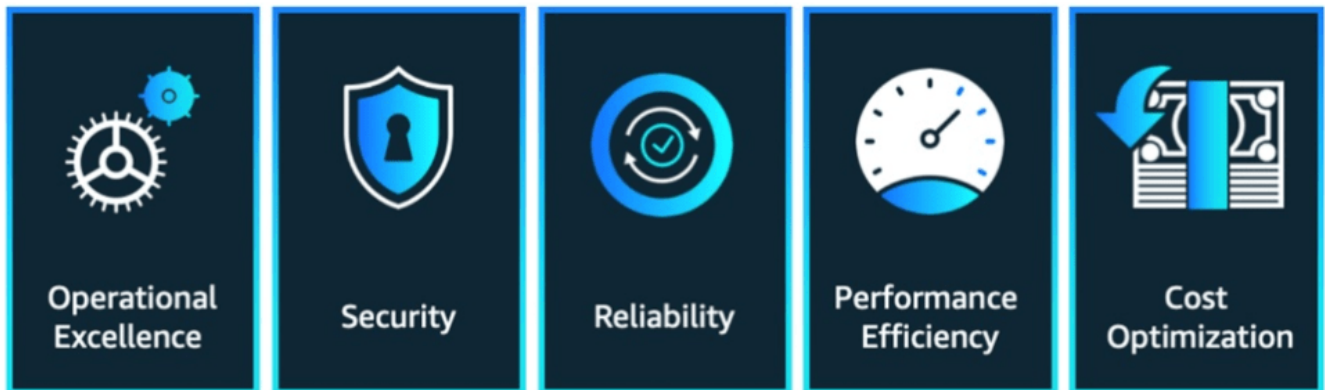 Operational
Excellence
Security
Reliability
Performance
Efficiency
Cost
Optimization